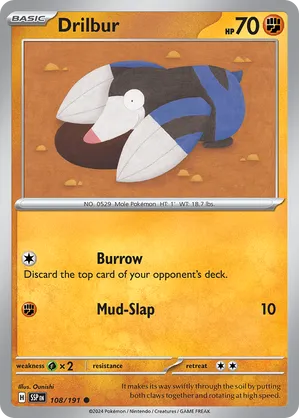 BASIC
Drilbur
HP 70
NO. 0529 Mole Pokémon HT: 1' WT: 18.7 lbs.
Burrow
Discard the top card of your opponent's deck.
Mud-Slap 10
weakness ×2 resistance retreat
Illus. Ounishi
H SSP EN 108/191
It makes its way swiftly through the soil by putting
both claws together and rotating at high speed.
©2024 Pokémon / Nintendo / Creatures / GAME FREAK